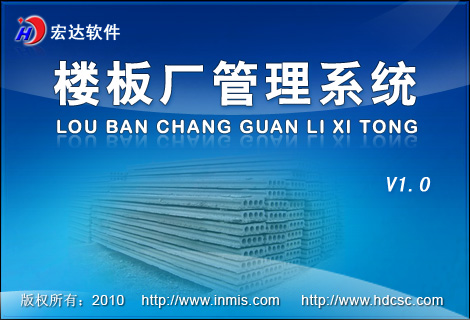 宏达软件
楼板厂管理系统
LOU BAN CHANG GUAN LI XI TONG
V1.0
版权所有：2010 http://www.inmis.com http://www.hdcsc.com